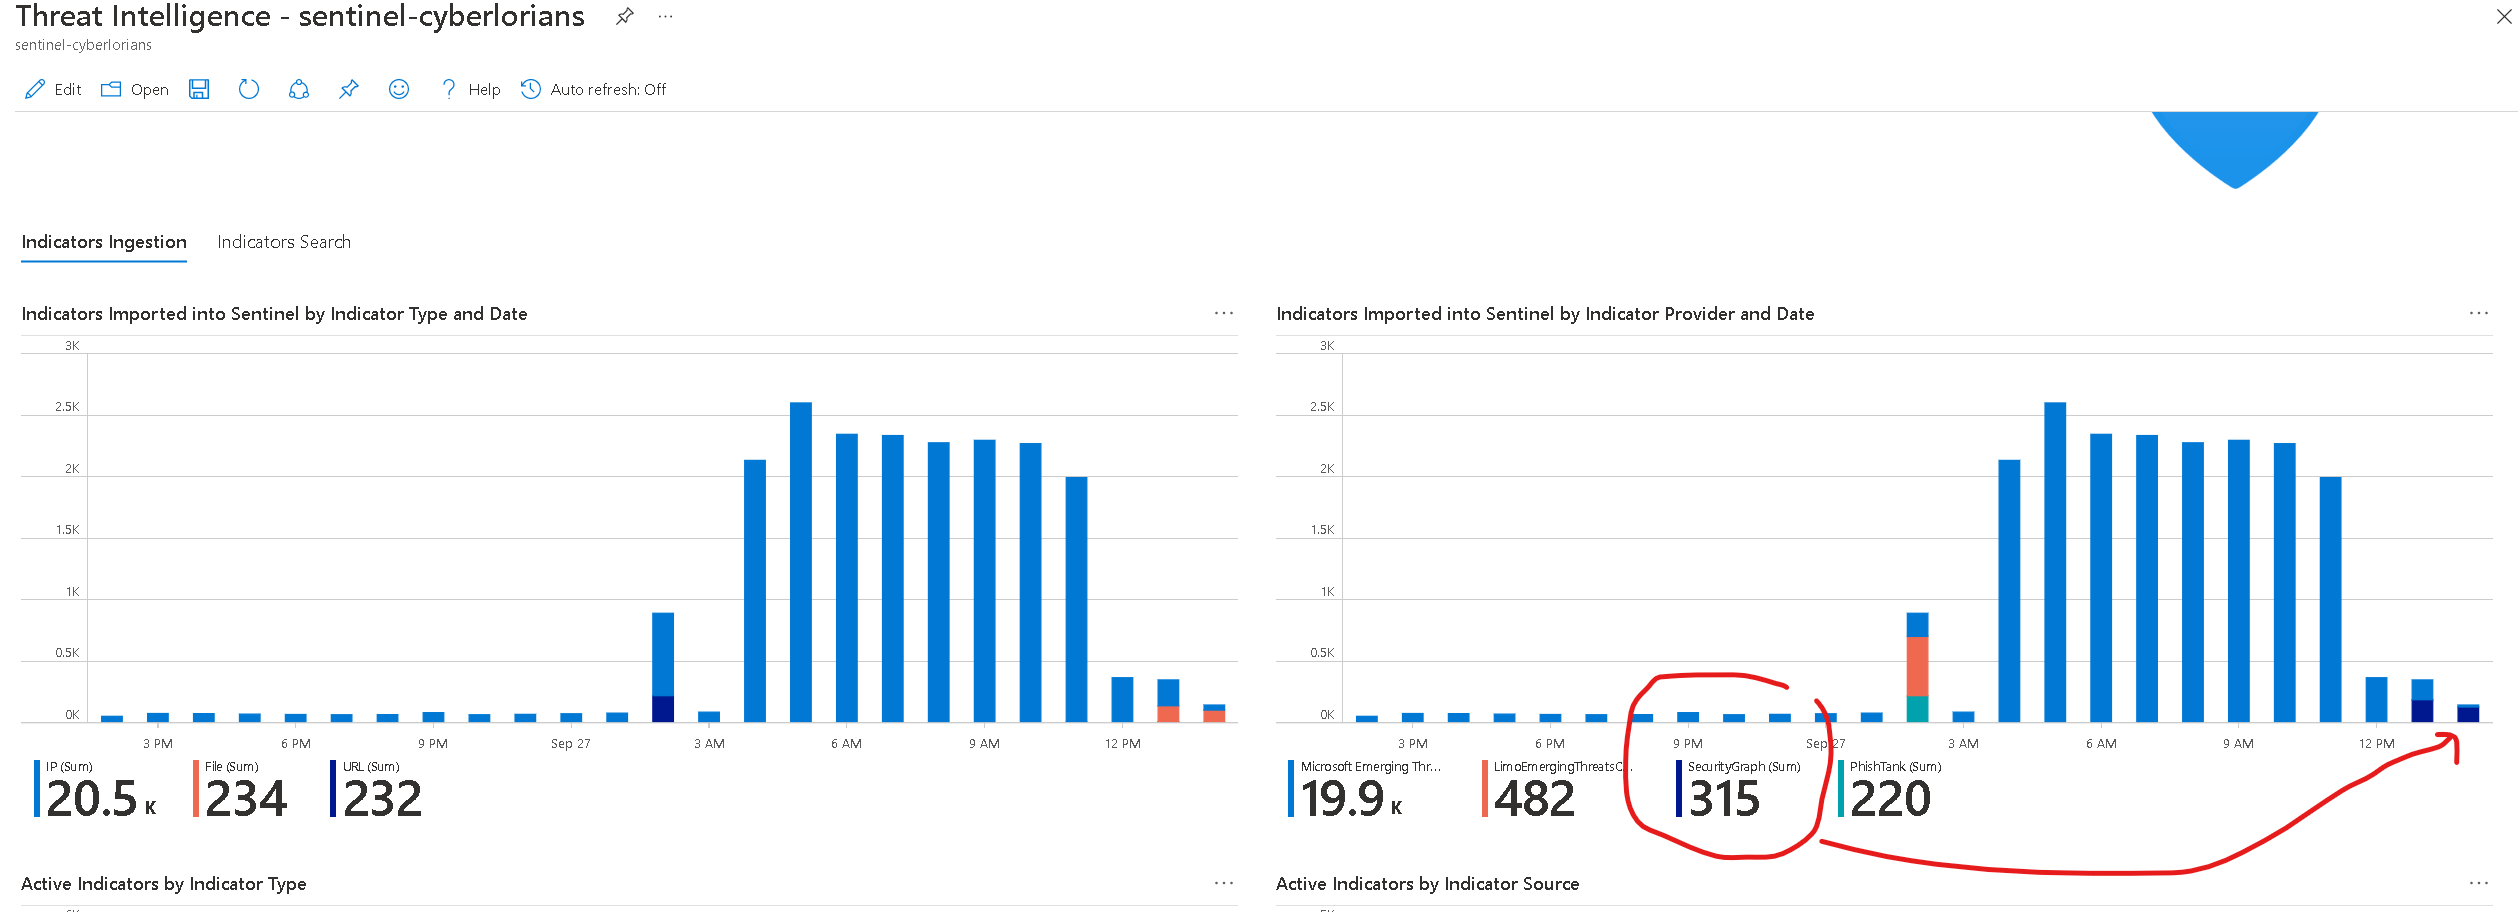 Threat Intelligence - sentinel-cyberlorians
sentinel-cyberlorians
Edit Open Help Auto refresh: Off
Indicators Ingestion Indicators Search
Indicators Imported into Sentinel by Indicator Type and Date
3K
2.5K
2K
1.5K
1K
0.5K
0K
3 PM 6 PM 9 PM Sep 27 3 AM 6 AM 9 AM 12 PM
IP (Sum) File (Sum) URL (Sum)
20.5 K 234 232
Indicators Imported into Sentinel by Indicator Provider and Date
3K
2.5K
2K
1.5K
1K
0.5K
0K
3 PM 6 PM 9 PM Sep 27 3 AM 6 AM 9 AM 12 PM
Microsoft Emerging Thr... LimoEmergingThreatsC... SecurityGraph (Sum) PhishTank (Sum)
19.9 K 482 315 220
Active Indicators by Indicator Type
Active Indicators by Indicator Source